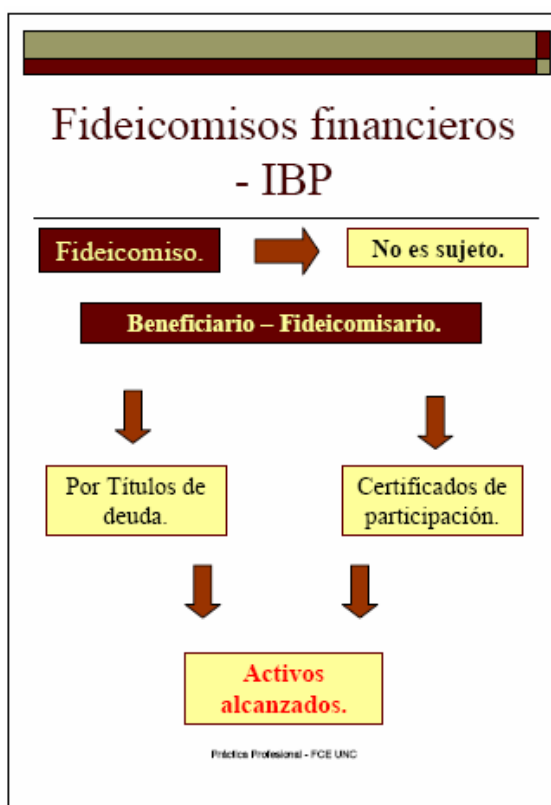 Fideicomisos financieros
- IBP
Fideicomiso.
No es sujeto.
Beneficiario – Fideicomisario.
Por Títulos de
deuda.
Certificados de
participación.
Activos
alcanzados.
Práctica Profesional - FCE UNC